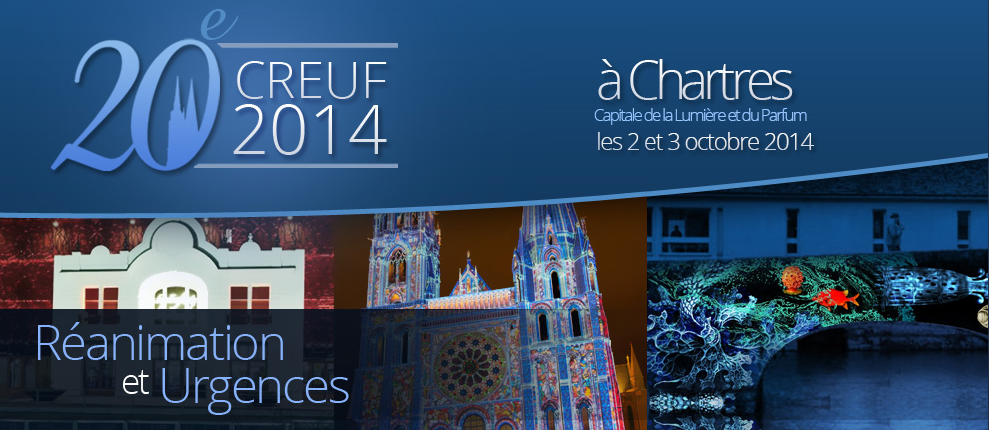 20e
CREUF
2014
à Chartres
Capitale de la Lumière et du Parfum
les 2 et 3 octobre 2014
Réanimation
et Urgences